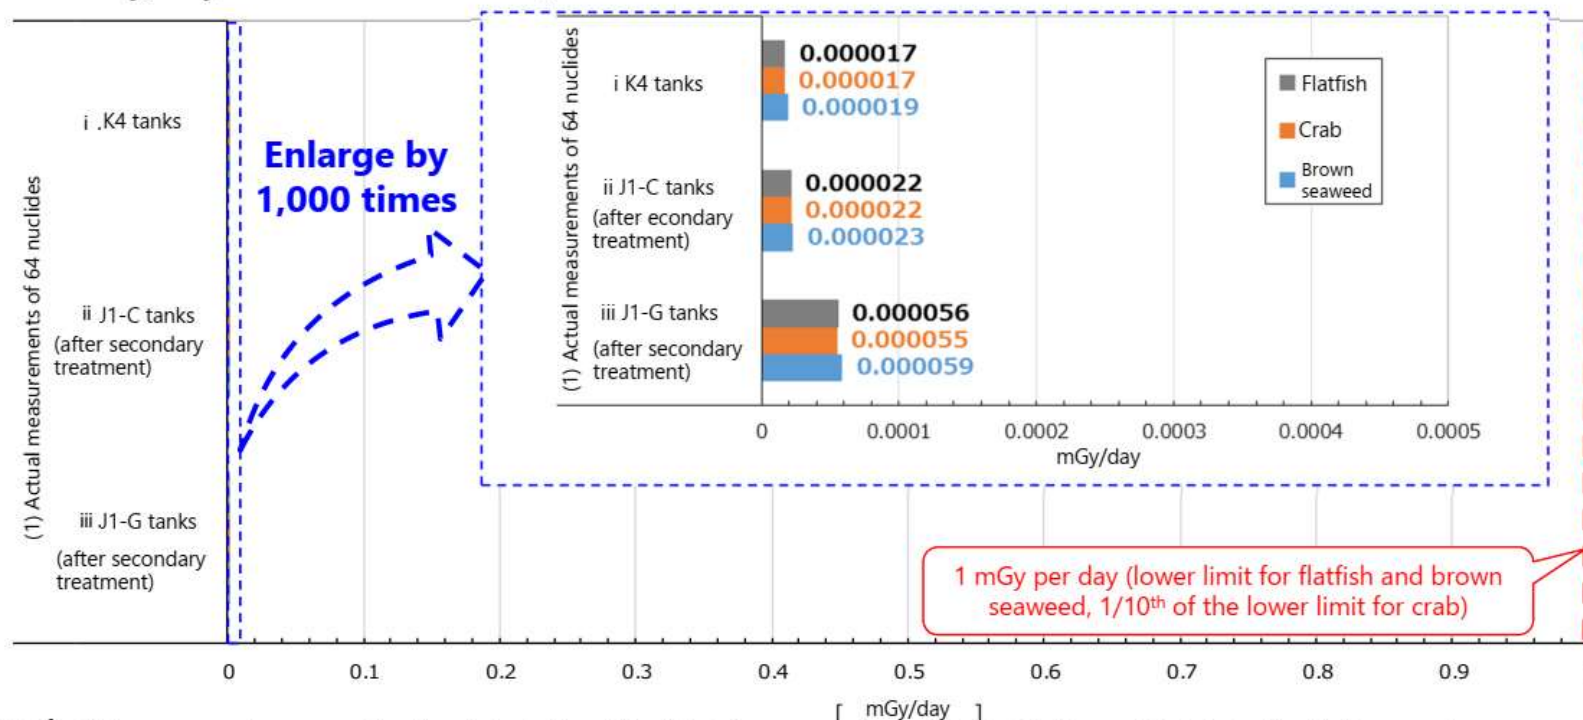 (1) Actual measurements of 64 nuclides
i .K4 tanks
ii J1-C tanks
(after secondary
treatment)
iii J1-G tanks
(after secondary
treatment)
Enlarge by
1,000 times
(1) Actual measurements of 64 nuclides
i K4 tanks
0.000017
0.000017
0.000019
ii J1-C tanks
(after econdary
treatment)
0.000022
0.000022
0.000023
iii J1-G tanks
(after secondary
treatment)
0.000056
0.000055
0.000059
Flatfish
Crab
Brown
seaweed
0 0.0001 0.0002 0.0003 0.0004 0.0005
mGy/day
1 mGy per day (lower limit for flatfish and brown
seaweed, 1/10th of the lower limit for crab)
0 0.1 0.2 0.3 0.4 0.5 0.6 0.7 0.8 0.9
[ mGy/day ]